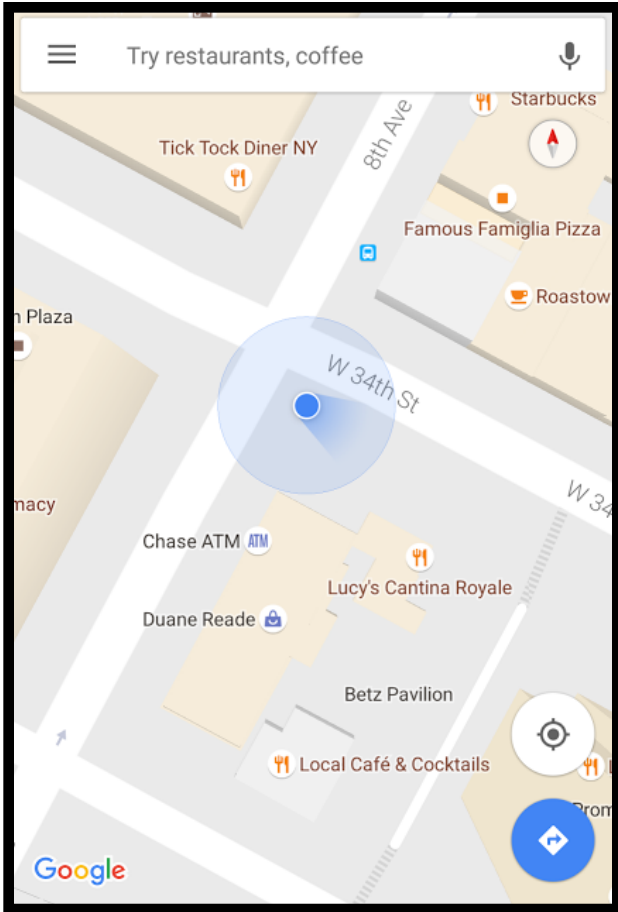 Try restaurants, coffee
Starbucks
8th Ave
Tick Tock Diner NY
Famous Famiglia Pizza
Roastow
n Plaza
W 34th St
W 34
macy
Chase ATM ATM
Lucy's Cantina Royale
Duane Reade
Betz Pavilion
Local Café & Cocktails
L
Prom
Google